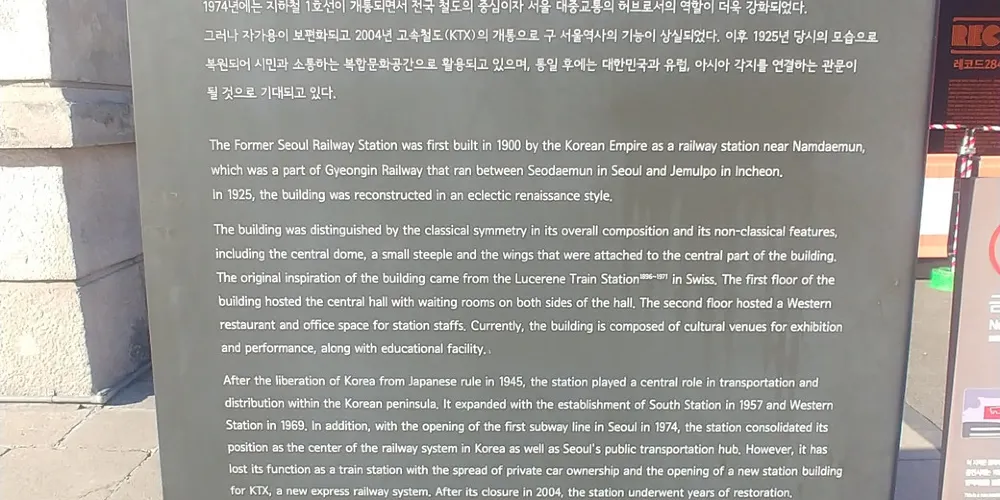 1974년에는 지하철 1호선이 개통되면서 전국 철도의 중심이자 서울 대중교통의 허브로서의 역할이 더욱 강화되었다.
그러나 자가용이 보편화되고 2004년 고속철도(KTX)의 개통으로 구 서울역사의 기능이 상실되었다. 이후 1925년 당시의 모습으로
복원되어 시민과 소통하는 복합문화공간으로 활용되고 있으며, 통일 후에는 대한민국과 유럽, 아시아 각지를 연결하는 관문이
될 것으로 기대되고 있다.
The Former Seoul Railway Station was first built in 1900 by the Korean Empire as a railway station near Namdaemun,
which was a part of Gyeongin Railway that ran between Seodaemun in Seoul and Jemulpo in Incheon.
In 1925, the building was reconstructed in an eclectic renaissance style.
The building was distinguished by the classical symmetry in its overall composition and its non-classical features,
including the central dome, a small steeple and the wings that were attached to the central part of the building.
The original inspiration of the building came from the Lucerene Train Station1896-1971 in Swiss. The first floor of the
building hosted the central hall with waiting rooms on both sides of the hall. The second floor hosted a Western
restaurant and office space for station staffs. Currently, the building is composed of cultural venues for exhibition
and performance, along with educational facility.
After the liberation of Korea from Japanese rule in 1945, the station played a central role in transportation and
distribution within the Korean peninsula. It expanded with the establishment of South Station in 1957 and Western
Station in 1969. In addition, with the opening of the first subway line in Seoul in 1974, the station consolidated its
position as the center of the railway system in Korea as well as Seoul's public transportation hub. However, it has
lost its function as a train station with the spread of private car ownership and the opening of a new station building
for KTX, a new express railway system. After its closure in 2004, the station underwent years of restoration,
REC
레코드284